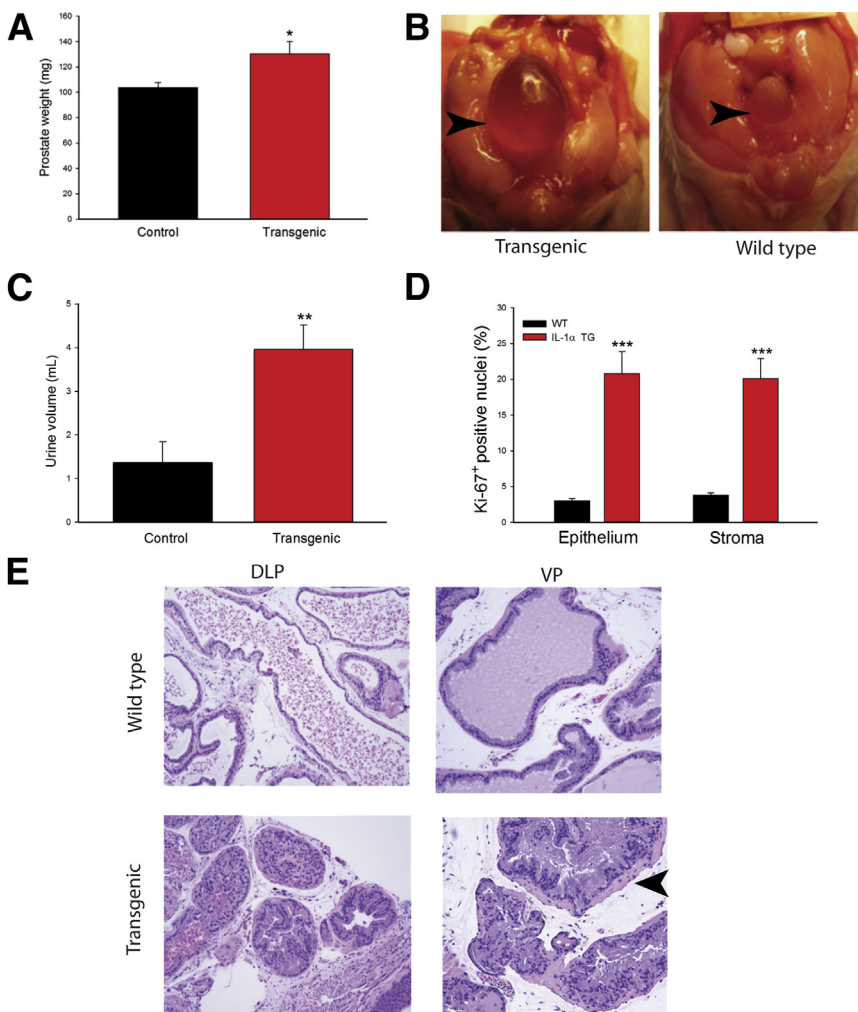 A
Prostate weight (mg)
160
140
120
100
80
60
40
20
0
*
Control
Transgenic
B
Transgenic
Wild type
C
Urine volume (mL)
5
4
3
2
1
0
**
Control
Transgenic
D
Ki-67+ positive nuclei (%)
30
25
20
15
10
5
0
WT
IL-1α TG
***
***
Epithelium
Stroma
E
DLP
VP
Wild type
Transgenic